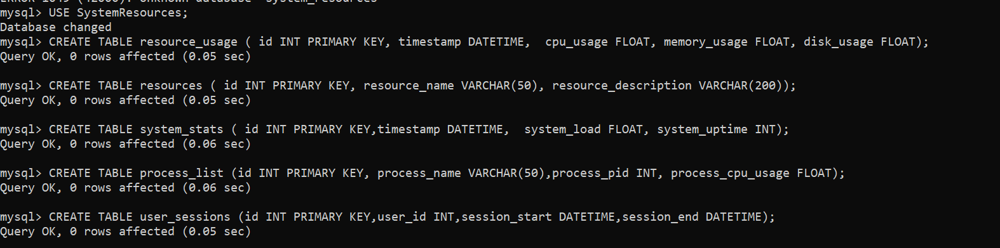 ERROR 1049 (42000): Unknown database 'system_resources'
mysql> USE SystemResources;
Database changed
mysql> CREATE TABLE resource_usage ( id INT PRIMARY KEY, timestamp DATETIME,  cpu_usage FLOAT, memory_usage FLOAT, disk_usage FLOAT);
Query OK, 0 rows affected (0.05 sec)
mysql> CREATE TABLE resources ( id INT PRIMARY KEY, resource_name VARCHAR(50), resource_description VARCHAR(200));
Query OK, 0 rows affected (0.05 sec)
mysql> CREATE TABLE system_stats ( id INT PRIMARY KEY,timestamp DATETIME,  system_load FLOAT, system_uptime INT);
Query OK, 0 rows affected (0.06 sec)
mysql> CREATE TABLE process_list (id INT PRIMARY KEY, process_name VARCHAR(50),process_pid INT, process_cpu_usage FLOAT);
Query OK, 0 rows affected (0.06 sec)
mysql> CREATE TABLE user_sessions (id INT PRIMARY KEY,user_id INT,session_start DATETIME,session_end DATETIME);
Query OK, 0 rows affected (0.05 sec)